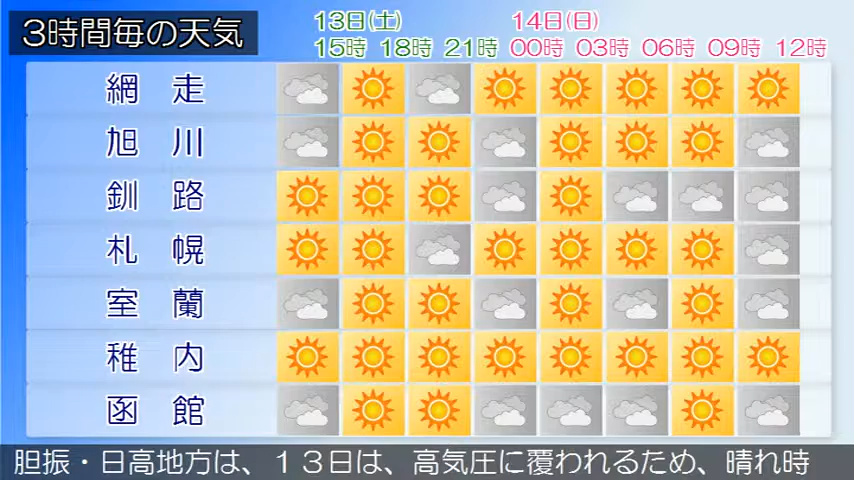 3時間毎の天気
13日(土) 14日(日)
15時 18時 21時 00時 03時 06時 09時 12時
網走
旭川
釧路
札幌
室蘭
稚内
函館
胆振・日高地方は、13日は、高気圧に覆われるため、晴れ時